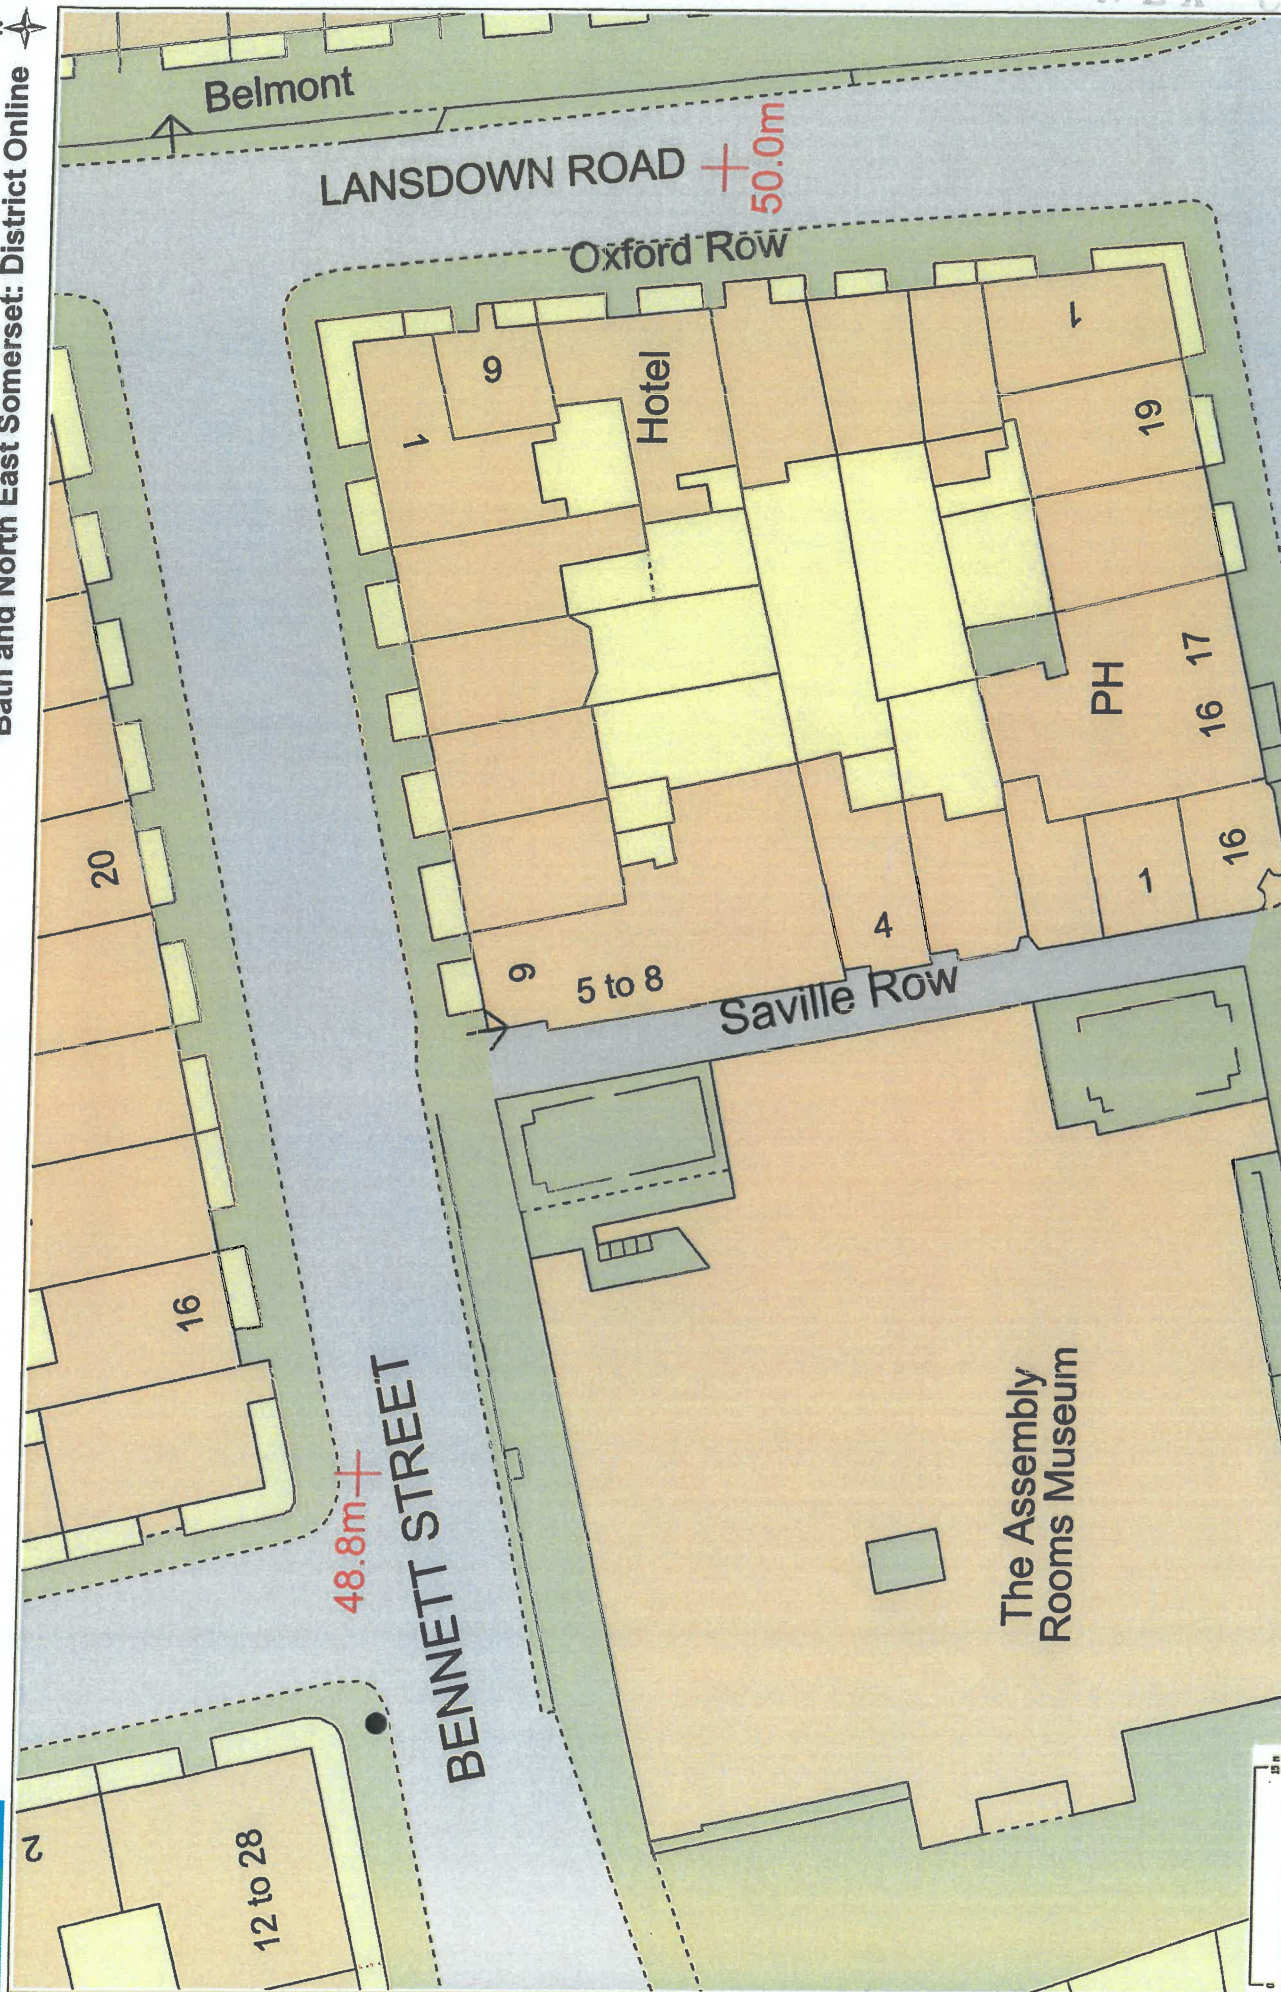 Bath and North East Somerset: District Online
Belmont
LANSDOWN ROAD
50.0m
Oxford Row
1
9
Hotel
1
19
20
PH
17
16
16
1
4
9
5 to 8
Saville Row
16
48.8m
BENNETT STREET
The Assembly
Rooms Museum
2
12 to 28
0
15 m